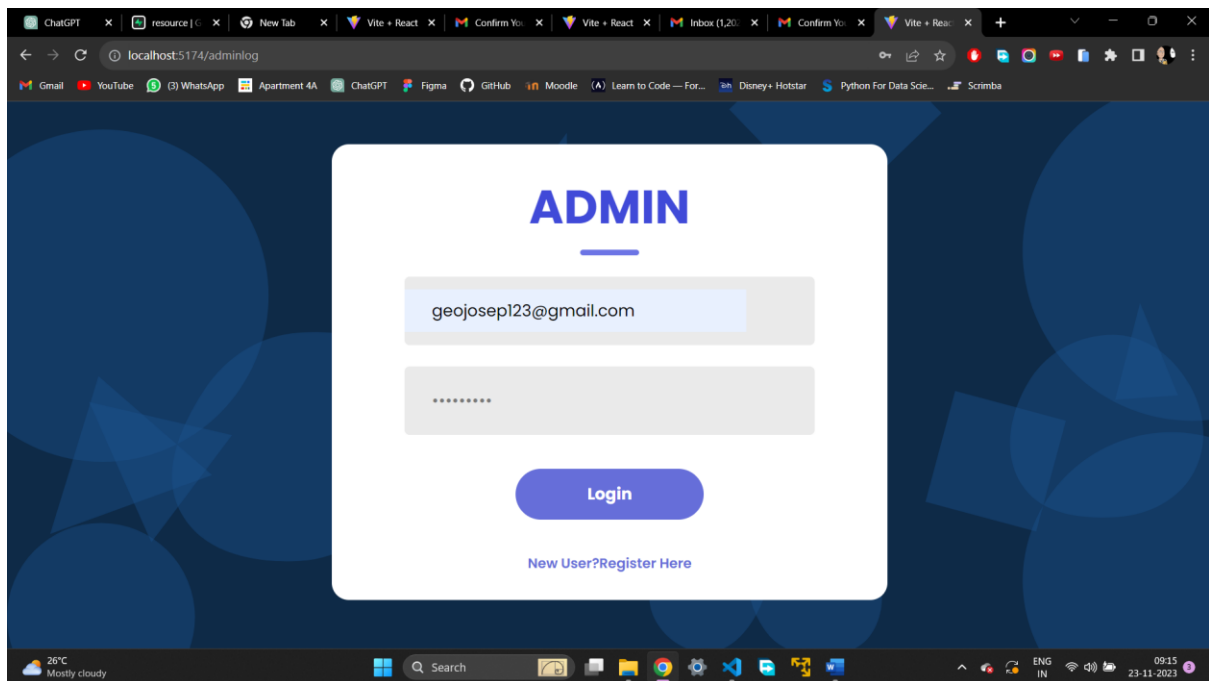 ChatGPT
resource | G
New Tab
Vite + React
Confirm You
Vite + React
Inbox (1,20
Confirm You
Vite + Reac
localhost:5174/adminlog
Gmail
YouTube
(3) WhatsApp
Apartment 4A
ChatGPT
Figma
GitHub
Moodle
Learn to Code — For...
Disney+ Hotstar
Python For Data Scie...
Scrimba
ADMIN
geojosep123@gmail.com
•••••••••
Login
New User?Register Here
26°C
Mostly cloudy
Search
ENG
IN
09:15
23-11-2023
3